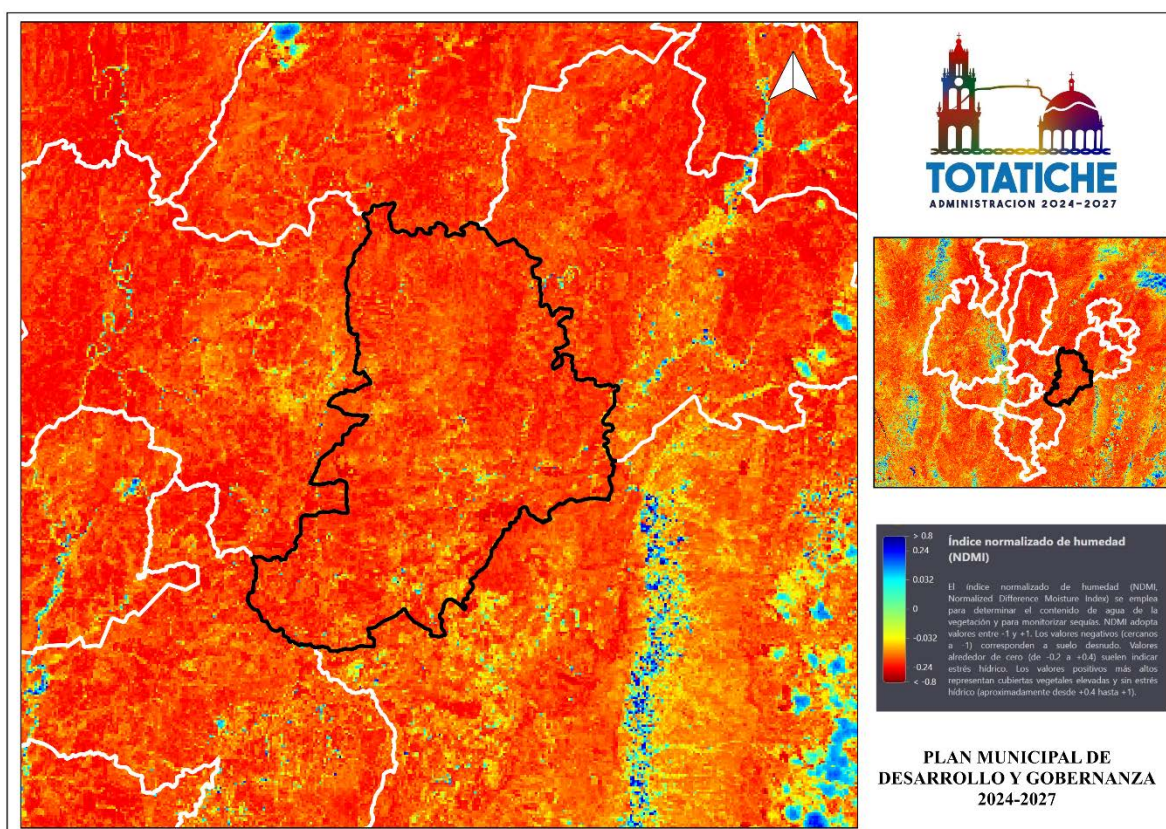 TOTATICHE
ADMINISTRACION 2024-2027
> 0.8
0.24
0.032
0
-0.032
-0.24
< -0.8
Índice normalizado de humedad
(NDMI)
El índice normalizado de humedad (NDMI,
Normalized Difference Moisture Index) se emplea
para determinar el contenido de agua de la
vegetación y para monitorizar sequías. NDMI adopta
valores entre -1 y +1. Los valores negativos (cercanos
a -1) corresponden a suelo desnudo. Valores
alrededor de cero (de -0.2 a +0.4) suelen indicar
estrés hídrico. Los valores positivos más altos
representan cubiertas vegetales elevadas y sin estrés
hídrico (aproximadamente desde +0.4 hasta +1).
PLAN MUNICIPAL DE
DESARROLLO Y GOBERNANZA
2024-2027